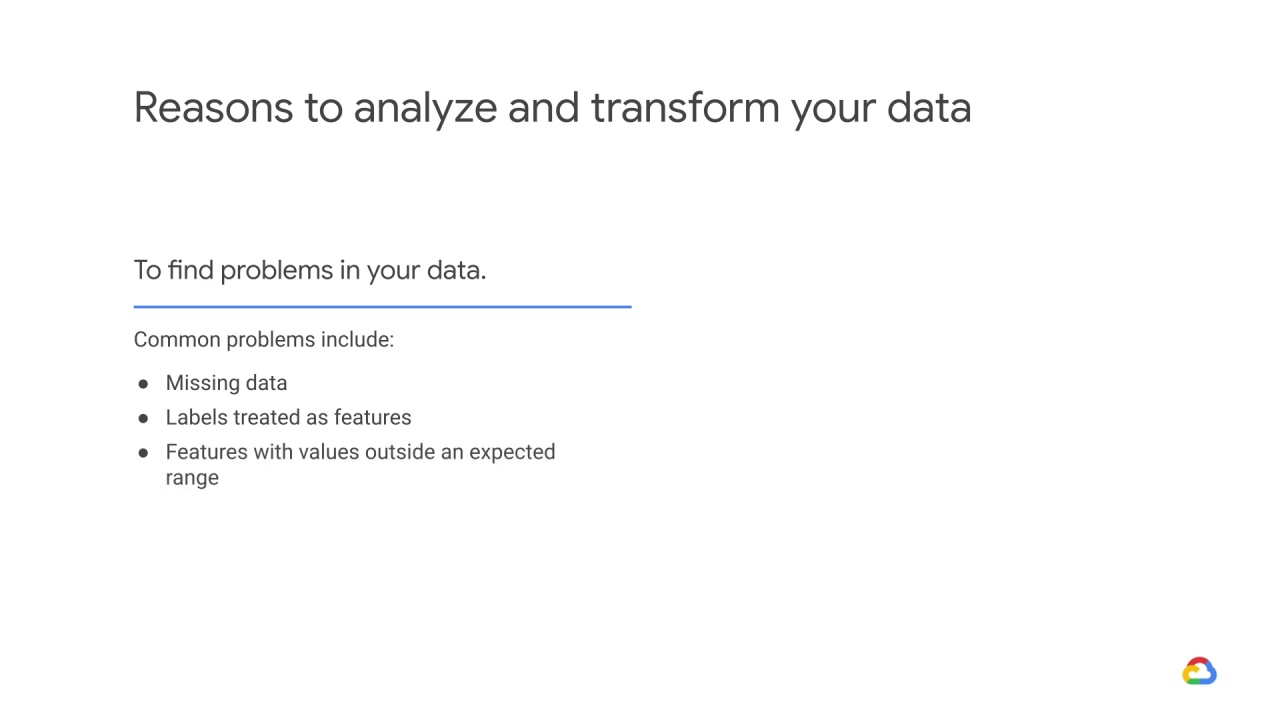 Reasons to analyze and transform your data
To find problems in your data.
Common problems include:
● Missing data
● Labels treated as features
● Features with values outside an expected
range